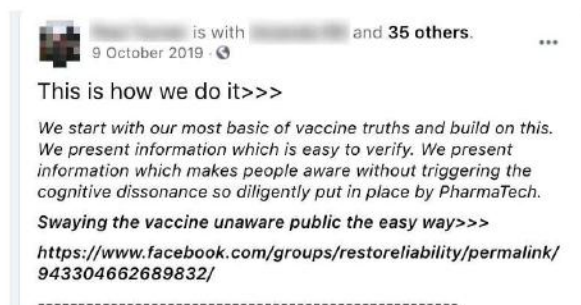 is with and 35 others.
9 October 2019 ·
This is how we do it>>>
We start with our most basic of vaccine truths and build on this.
We present information which is easy to verify. We present
information which makes people aware without triggering the
cognitive dissonance so diligently put in place by PharmaTech.
Swaying the vaccine unaware public the easy way>>>
https://www.facebook.com/groups/restoreliability/permalink/
943304662689832/